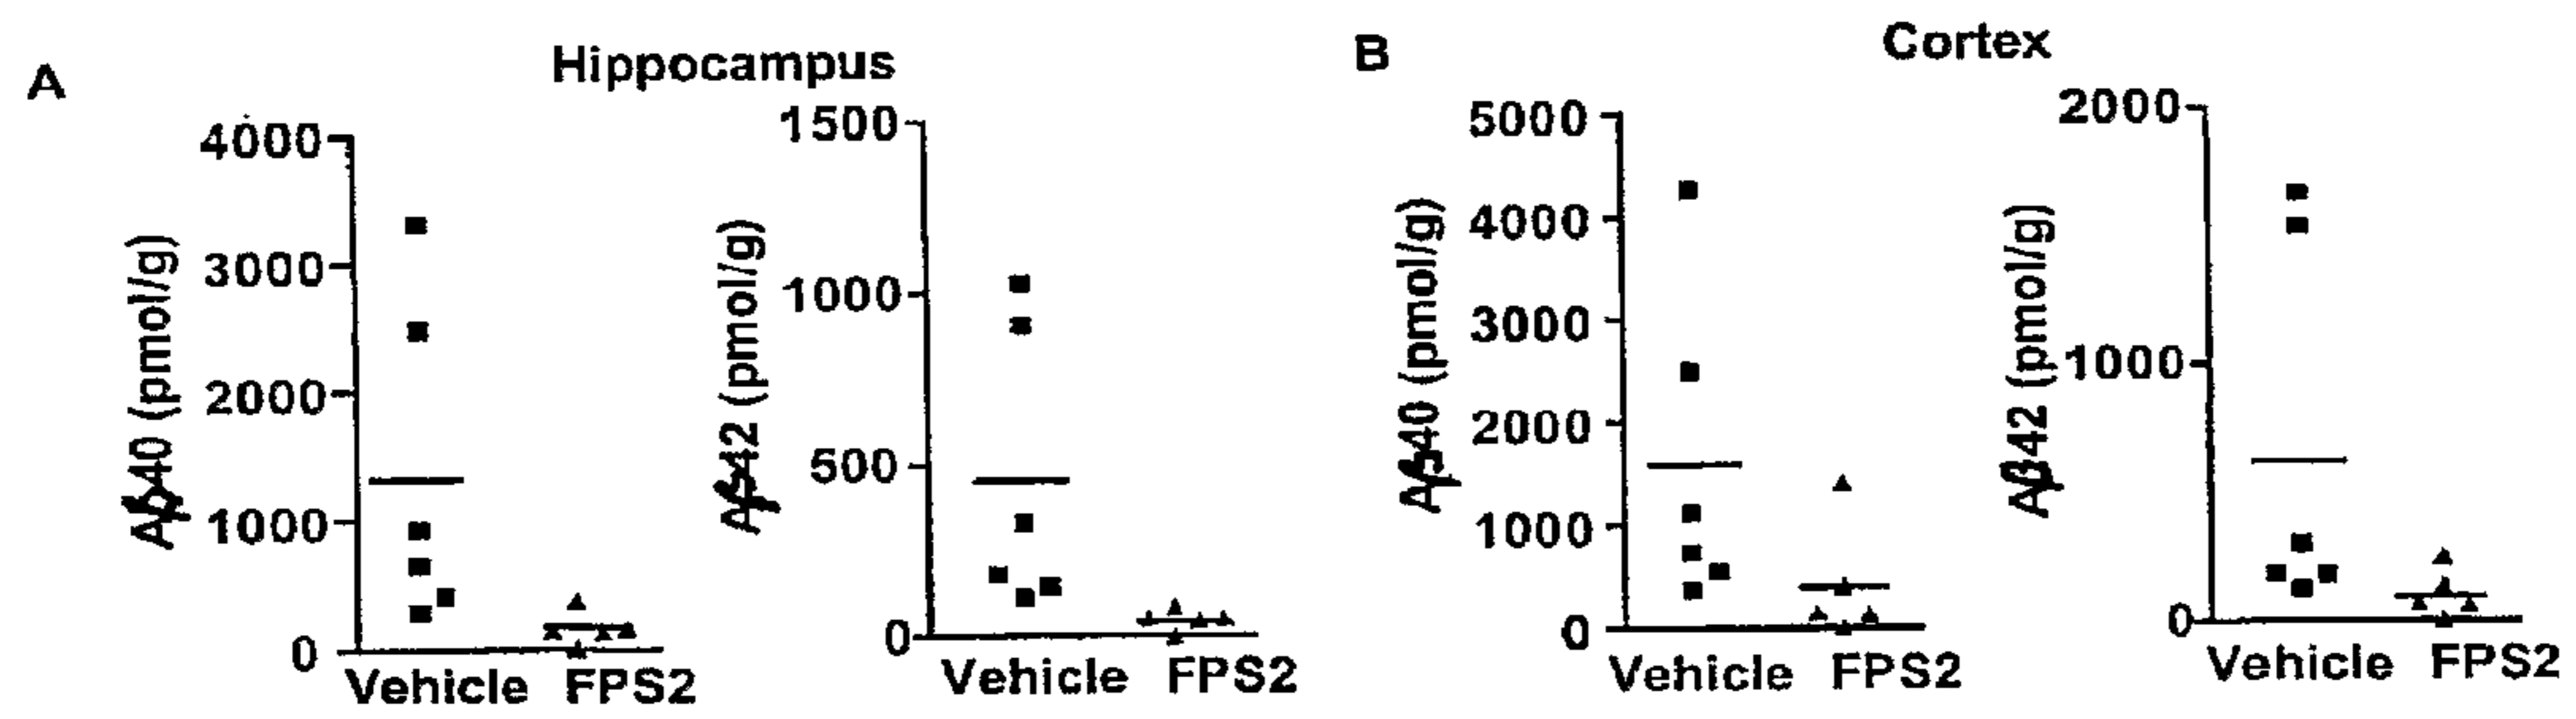 A
Hippocampus
4000
3000
2000
1000
0
Aβ40 (pmol/g)
Vehicle FPS2
1500
1000
500
0
Aβ42 (pmol/g)
Vehicle FPS2
B
Cortex
5000
4000
3000
2000
1000
0
Aβ40 (pmol/g)
Vehicle FPS2
2000
1000
0
Aβ42 (pmol/g)
Vehicle FPS2